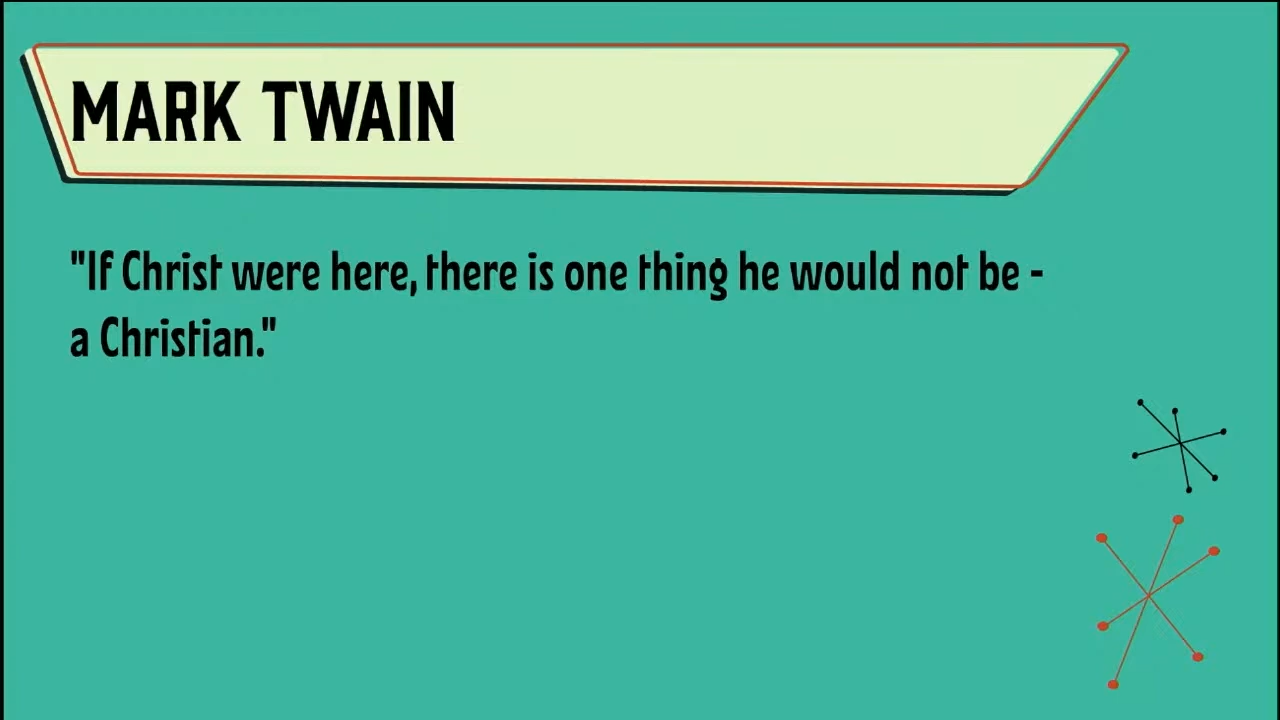 MARK TWAIN
"If Christ were here, there is one thing he would not be -
a Christian."